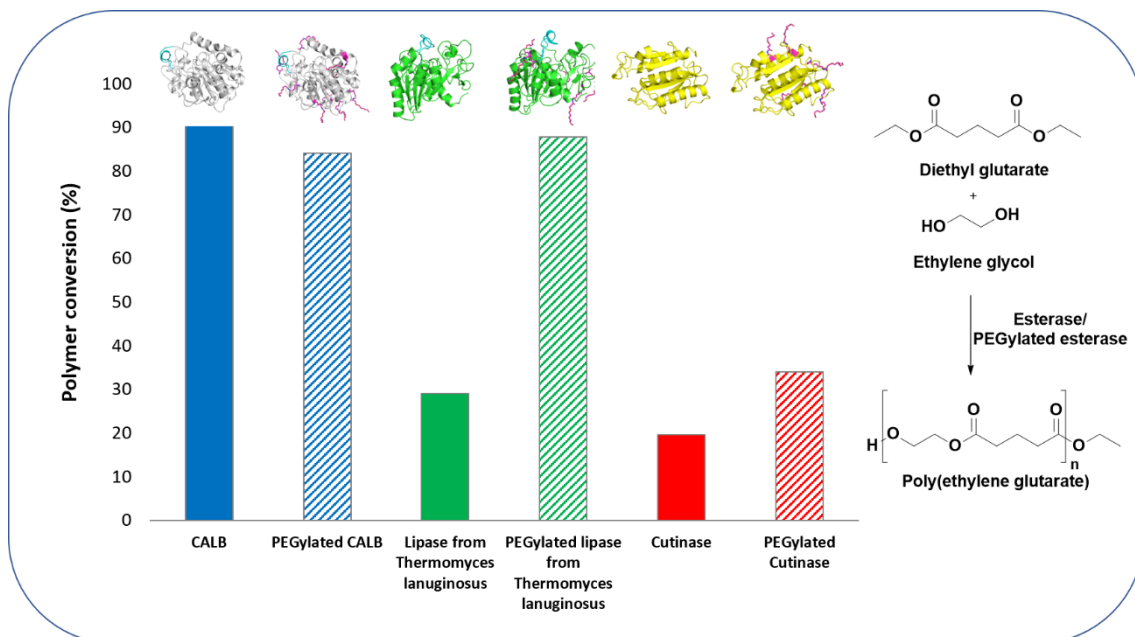 Polymer conversion (%)
100
90
80
70
60
50
40
30
20
10
0
CALB
PEGylated CALB
Lipase from
Thermomyces
lanuginosus
PEGylated lipase
from
Thermomyces
lanuginosus
Cutinase
PEGylated
Cutinase
O
O
O
O
Diethyl glutarate
+
HO
OH
Ethylene glycol
Esterase/
PEGylated esterase
O
O
H
O
O
O
n
Poly(ethylene glutarate)